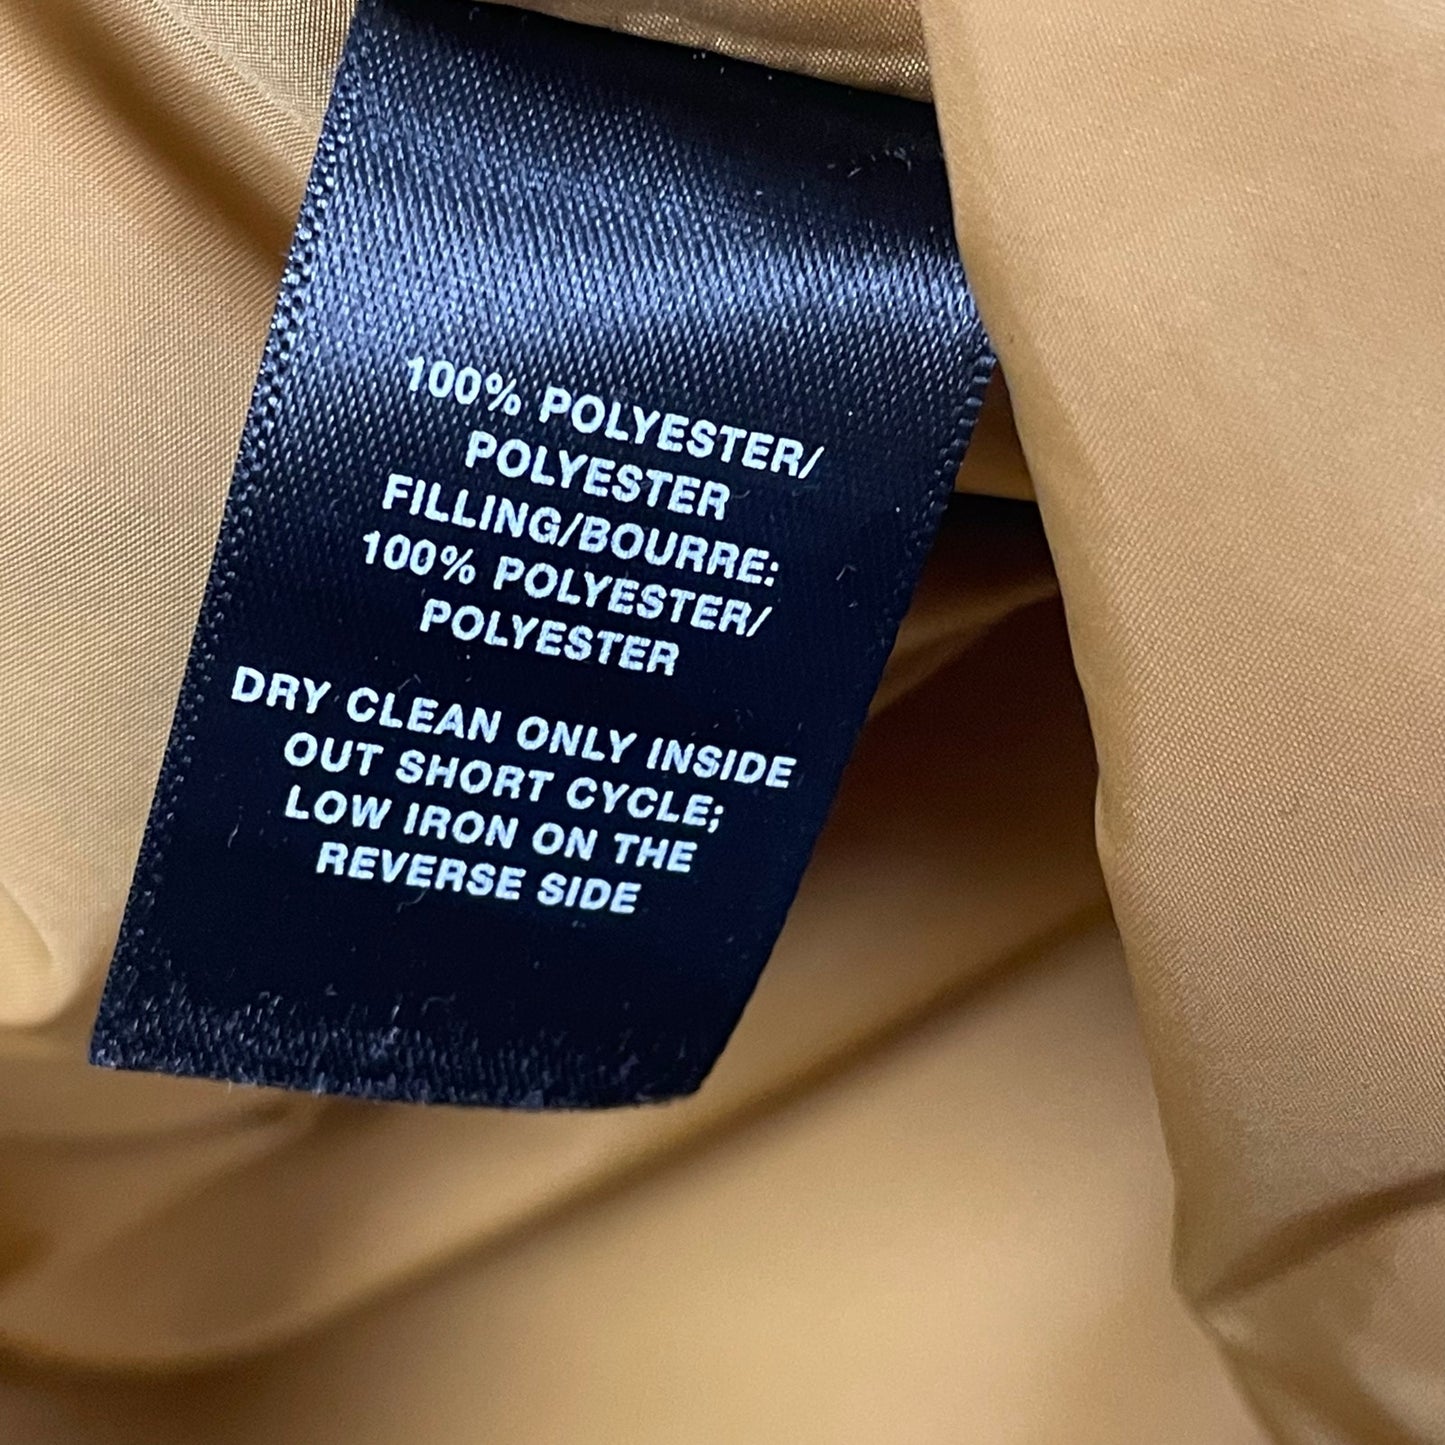 100% POLYESTER/
POLYESTER
FILLING/BOURRE:
100% POLYESTER/
POLYESTER
DRY CLEAN ONLY INSIDE
OUT SHORT CYCLE;
LOW IRON ON THE
REVERSE SIDE